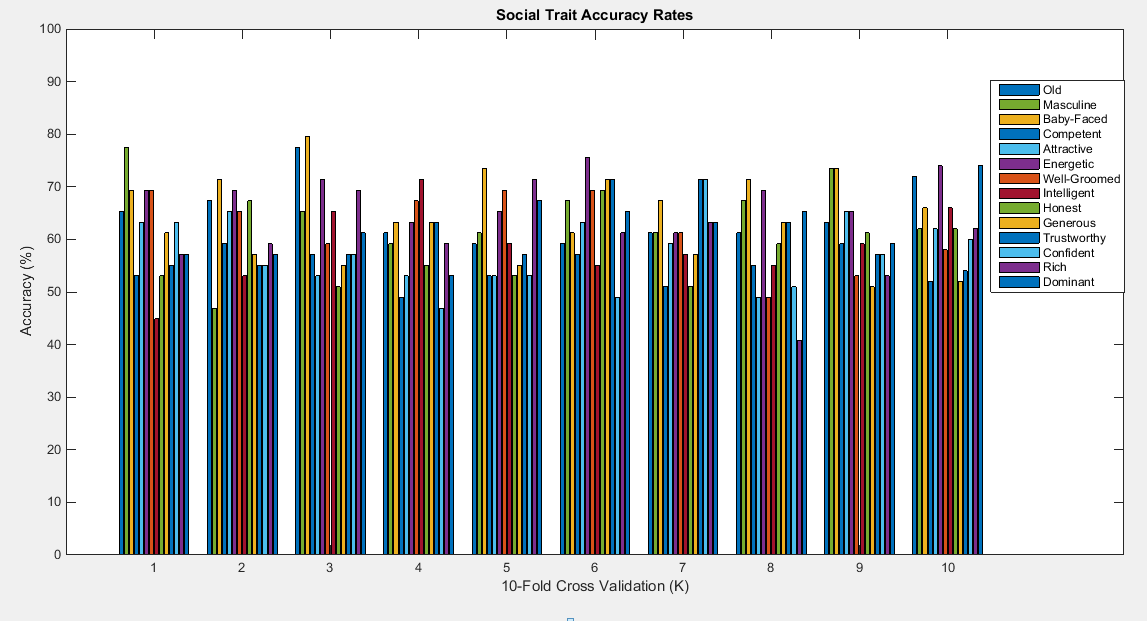 Social Trait Accuracy Rates
100
90
80
70
60
50
40
30
20
10
0
Accuracy (%)
1 2 3 4 5 6 7 8 9 10
10-Fold Cross Validation (K)
Old
Masculine
Baby-Faced
Competent
Attractive
Energetic
Well-Groomed
Intelligent
Honest
Generous
Trustworthy
Confident
Rich
Dominant